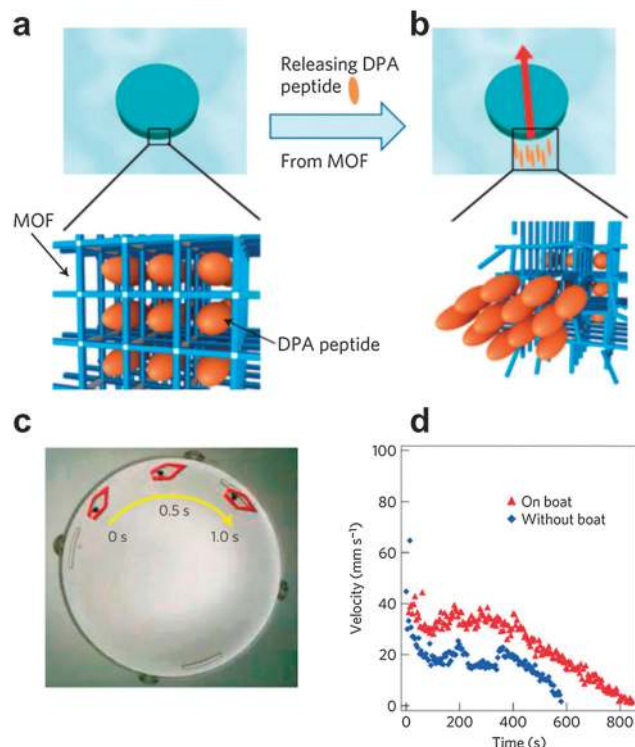 a
b
Releasing DPA
peptide
From MOF
MOF
DPA peptide
c
d
0 s
0.5 s
1.0 s
100
80
60
40
20
0
Velocity (mm s⁻¹)
On boat
Without boat
0
200
400
600
800
Time (s)